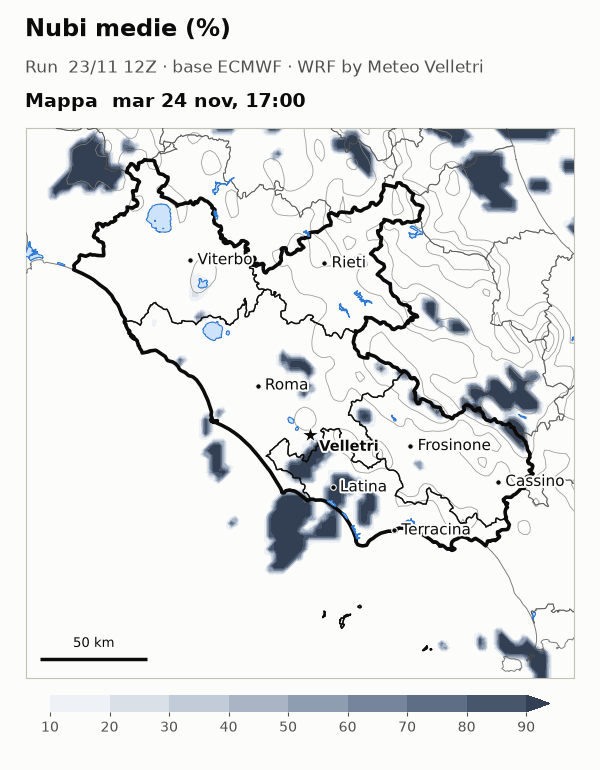 Nubi medie (%)
Run  23/11 12Z · base ECMWF · WRF by Meteo Velletri
Mappa  mar 24 nov, 17:00
Viterbo
Rieti
Roma
Velletri
Frosinone
Latina
Cassino
Terracina
50 km
10 20 30 40 50 60 70 80 90